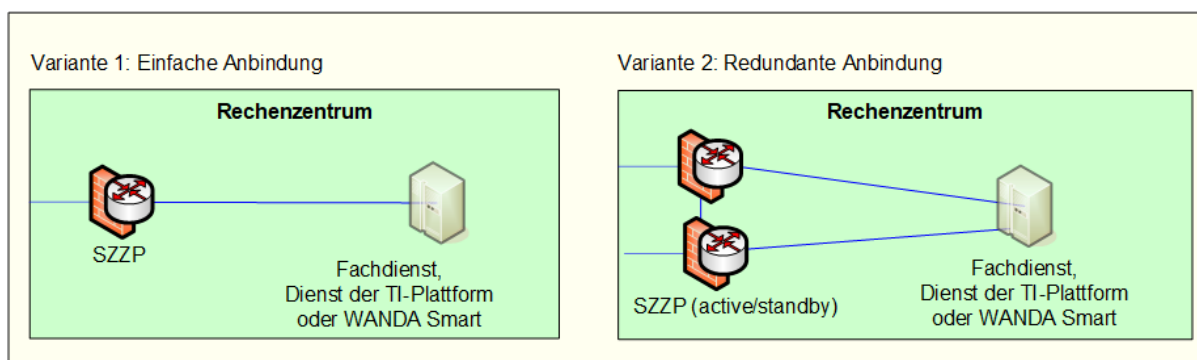 Variante 1: Einfache Anbindung
Rechenzentrum
SZZP
Fachdienst,
Dienst der TI-Plattform
oder WANDA Smart
Variante 2: Redundante Anbindung
Rechenzentrum
SZZP (active/standby)
Fachdienst,
Dienst der TI-Plattform
oder WANDA Smart